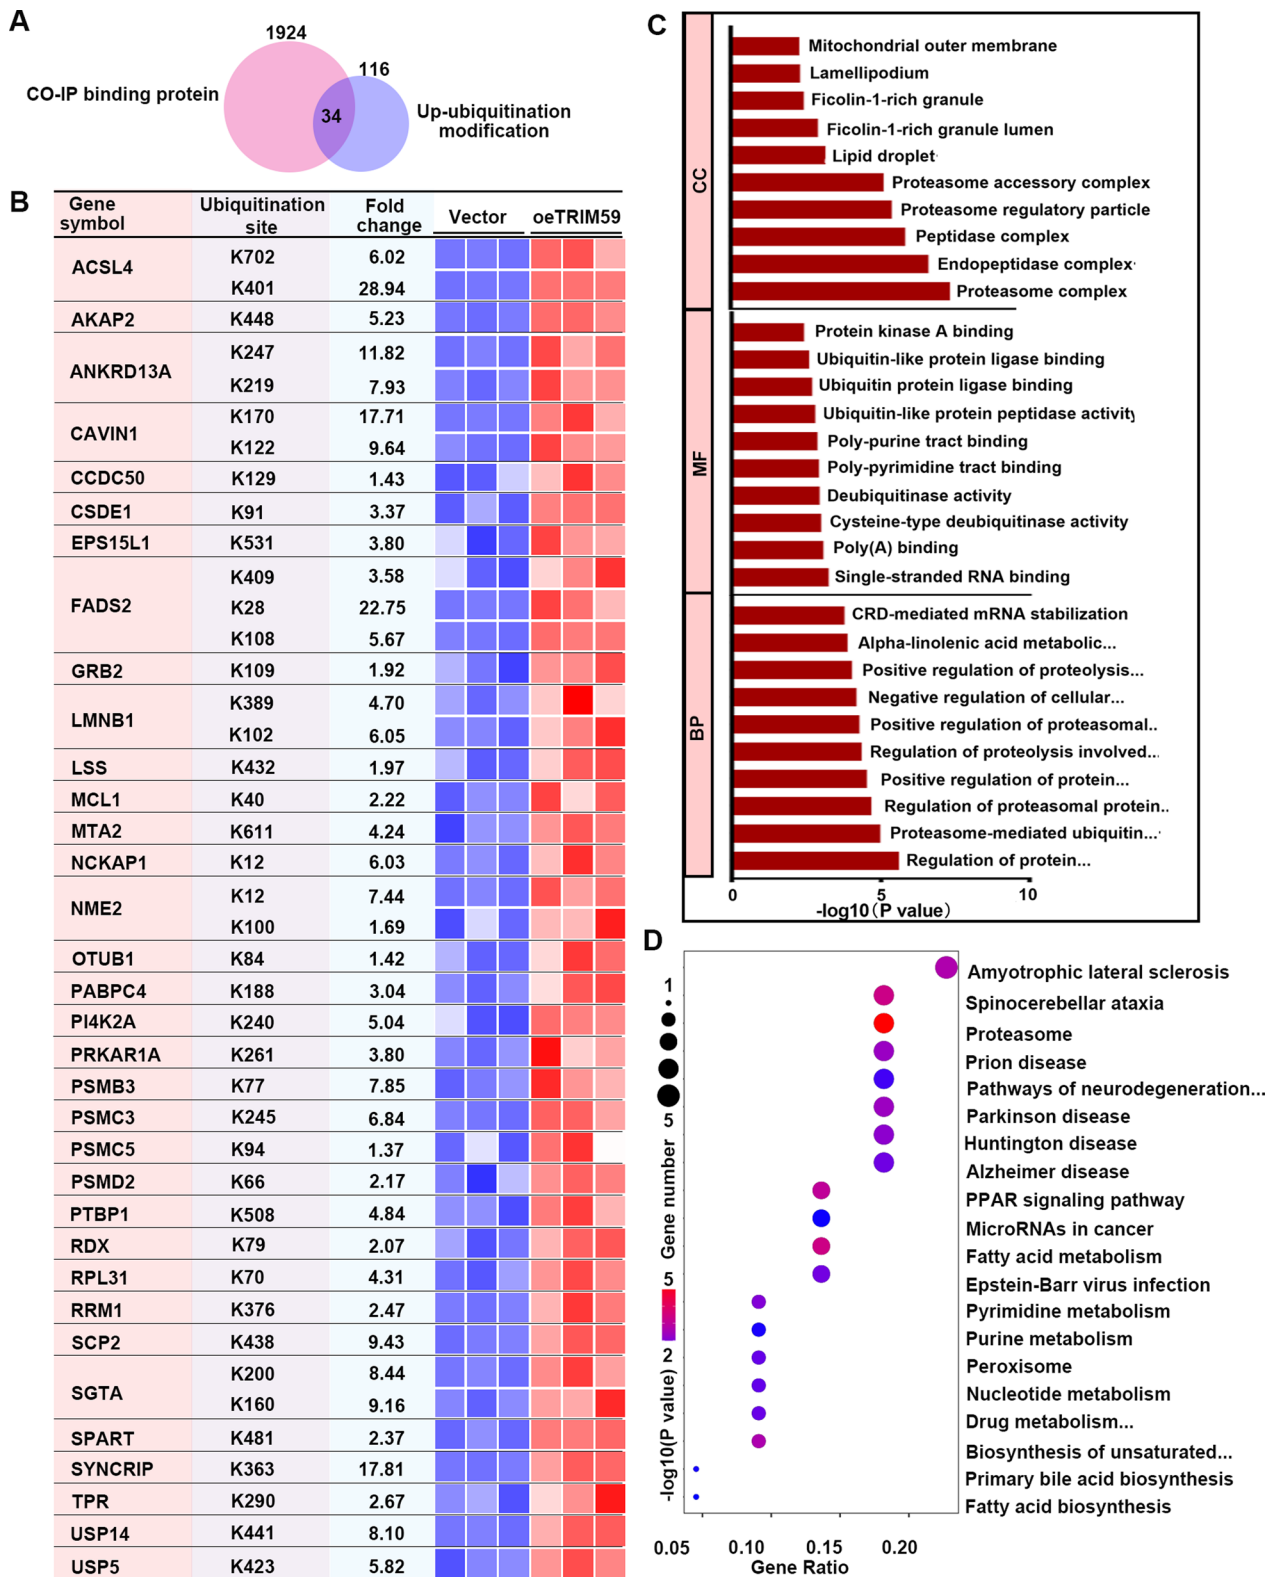 A
1924
116
CO-IP binding protein
34
Up-ubiquitination
modification
B
Gene
symbol
Ubiquitination
site
Fold
change
Vector
oeTRIM59
ACSL4
K702 6.02
K401 28.94
AKAP2 K448 5.23
ANKRD13A
K247 11.82
K219 7.93
CAVIN1
K170 17.71
K122 9.64
CCDC50 K129 1.43
CSDE1 K91 3.37
EPS15L1 K531 3.80
FADS2
K409 3.58
K28 22.75
K108 5.67
GRB2 K109 1.92
LMNB1
K389 4.70
K102 6.05
LSS K432 1.97
MCL1 K40 2.22
MTA2 K611 4.24
NCKAP1 K12 6.03
NME2
K12 7.44
K100 1.69
OTUB1 K84 1.42
PABPC4 K188 3.04
PI4K2A K240 5.04
PRKAR1A K261 3.80
PSMB3 K77 7.85
PSMC3 K245 6.84
PSMC5 K94 1.37
PSMD2 K66 2.17
PTBP1 K508 4.84
RDX K79 2.07
RPL31 K70 4.31
RRM1 K376 2.47
SCP2 K438 9.43
SGTA
K200 8.44
K160 9.16
SPART K481 2.37
SYNCRIP K363 17.81
TPR K290 2.67
USP14 K441 8.10
USP5 K423 5.82
C
CC
Mitochondrial outer membrane
Lamellipodium
Ficolin-1-rich granule
Ficolin-1-rich granule lumen
Lipid droplet
Proteasome accessory complex
Proteasome regulatory particle
Peptidase complex
Endopeptidase complex
Proteasome complex
MF
Protein kinase A binding
Ubiquitin-like protein ligase binding
Ubiquitin protein ligase binding
Ubiquitin-like protein peptidase activity
Poly-purine tract binding
Poly-pyrimidine tract binding
Deubiquitinase activity
Cysteine-type deubiquitinase activity
Poly(A) binding
Single-stranded RNA binding
BP
CRD-mediated mRNA stabilization
Alpha-linolenic acid metabolic...
Positive regulation of proteolysis...
Negative regulation of cellular...
Positive regulation of proteasomal..
Regulation of proteolysis involved...
Positive regulation of protein...
Regulation of proteasomal protein..
Proteasome-mediated ubiquitin...
Regulation of protein...
0 5 10
-log10(P value)
D
1
5
Gene number
5
2
-log10(P value)
Amyotrophic lateral sclerosis
Spinocerebellar ataxia
Proteasome
Prion disease
Pathways of neurodegeneration...
Parkinson disease
Huntington disease
Alzheimer disease
PPAR signaling pathway
MicroRNAs in cancer
Fatty acid metabolism
Epstein-Barr virus infection
Pyrimidine metabolism
Purine metabolism
Peroxisome
Nucleotide metabolism
Drug metabolism...
Biosynthesis of unsaturated...
Primary bile acid biosynthesis
Fatty acid biosynthesis
0.05 0.10 0.15 0.20
Gene Ratio